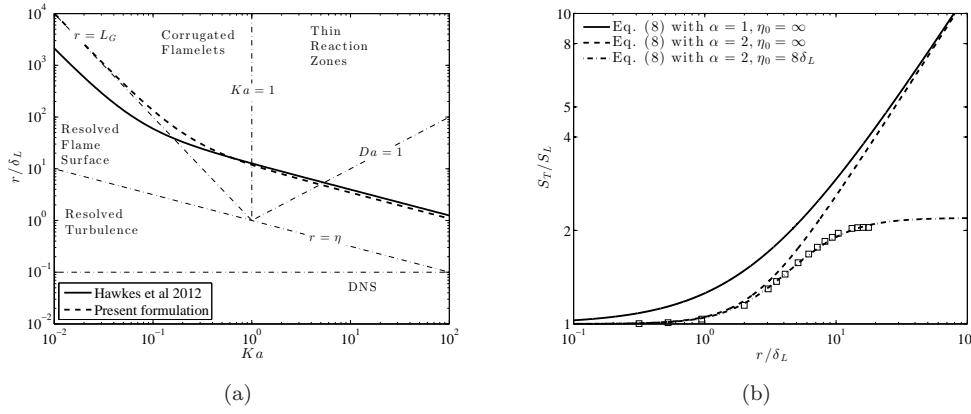 10^4
10^3
10^2
10^1
10^0
10^{-1}
10^{-2}
r/δ_L
r = L_G
Corrugated
Flamelets
Thin
Reaction
Zones
Ka = 1
Resolved
Flame
Surface
Da = 1
Resolved
Turbulence
r = η
DNS
Hawkes et al 2012
Present formulation
10^{-2}
10^{-1}
10^0
10^1
10^2
Ka
(a)
10
8
5
4
2
1
S_T/S_L
Eq. (8) with α = 1, η_0 = ∞
Eq. (8) with α = 2, η_0 = ∞
Eq. (8) with α = 2, η_0 = 8δ_L
10^{-1}
10^0
10^1
10^2
r/δ_L
(b)